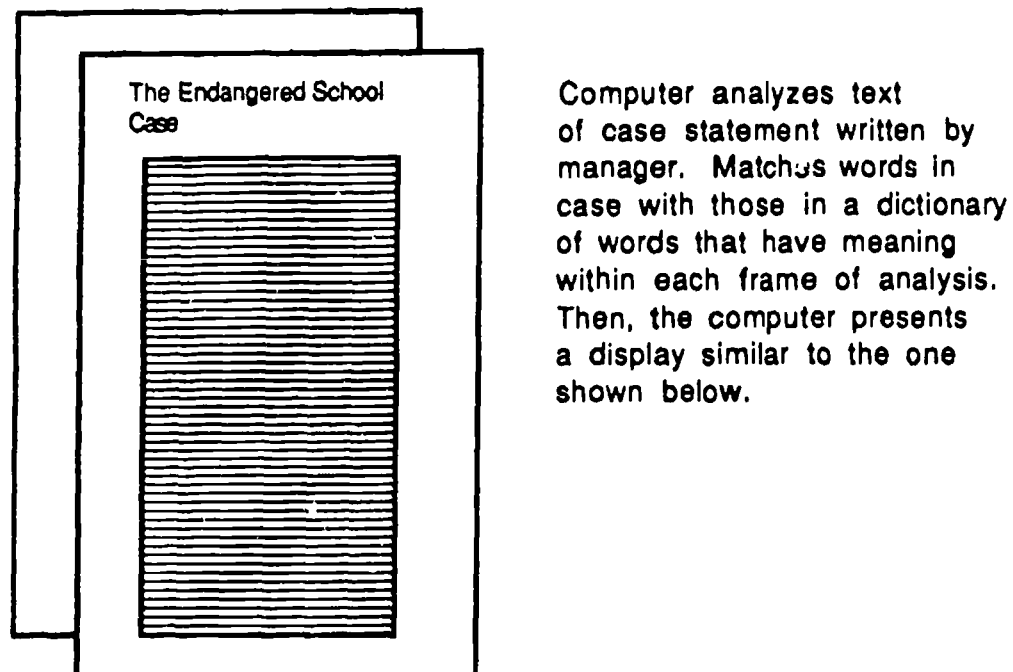 The Endangered School
Case
Computer analyzes text
of case statement written by
manager. Matches words in
case with those in a dictionary
of words that have meaning
within each frame of analysis.
Then, the computer presents
a display similar to the one
shown below.